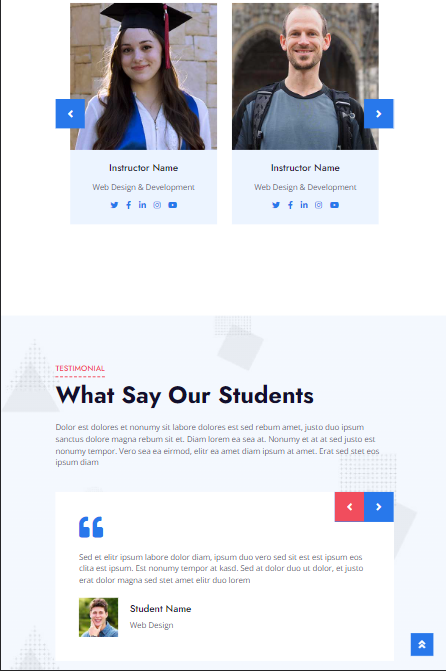 Instructor Name
Web Design & Development
Instructor Name
Web Design & Development
TESTIMONIAL
What Say Our Students
Dolor est dolores et nonumy sit labore dolores est sed rebum amet, justo duo ipsum
sanctus dolore magna rebum sit et. Diam lorem ea sea at. Nonumy et at at sed justo est
nonumy tempor. Vero sea ea eirmod, elitr ea amet diam ipsum at amet. Erat sed stet eos
ipsum diam
Sed et elitr ipsum labore dolor diam, ipsum duo vero sed sit est est ipsum eos
clita est ipsum. Est nonumy tempor at kasd. Sed at dolor duo ut dolor, et justo
erat dolor magna sed stet amet elitr duo lorem
Student Name
Web Design